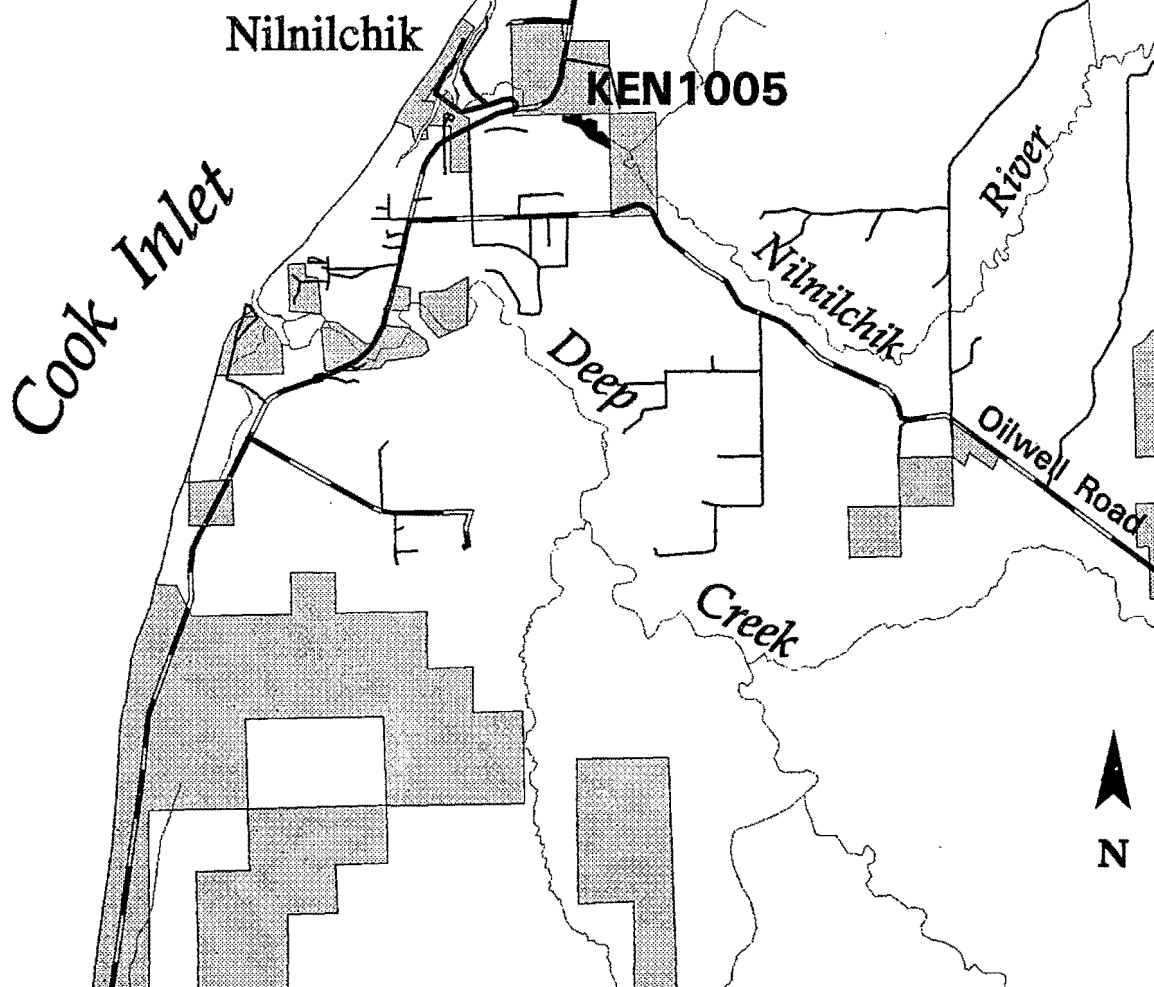 Nilnilchik
KEN1005
Cook Inlet
River
Nilnilchik
Deep
Oilwell Road
Creek
N